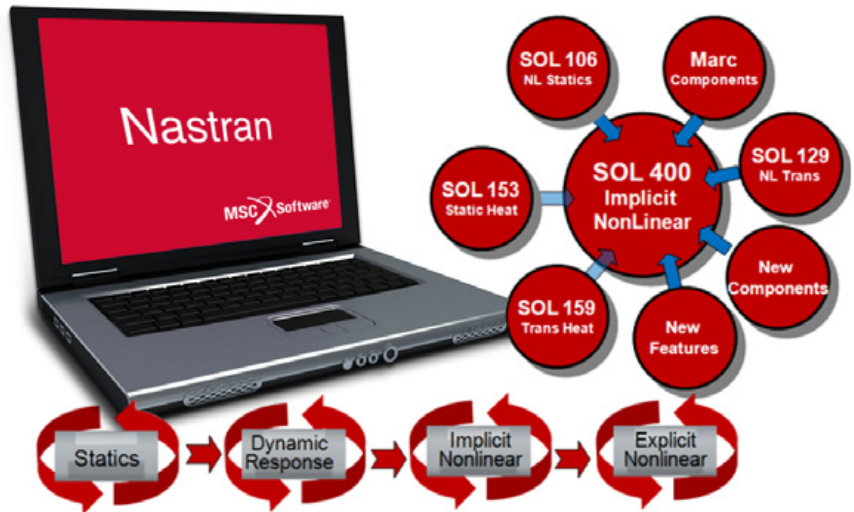 Nastran
MSC Software
SOL 106
NL Statics
Marc
Components
SOL 153
Static Heat
SOL 400
Implicit
NonLinear
SOL 129
NL Trans
SOL 159
Trans Heat
New
Features
New
Components
Statics
Dynamic
Response
Implicit
Nonlinear
Explicit
Nonlinear